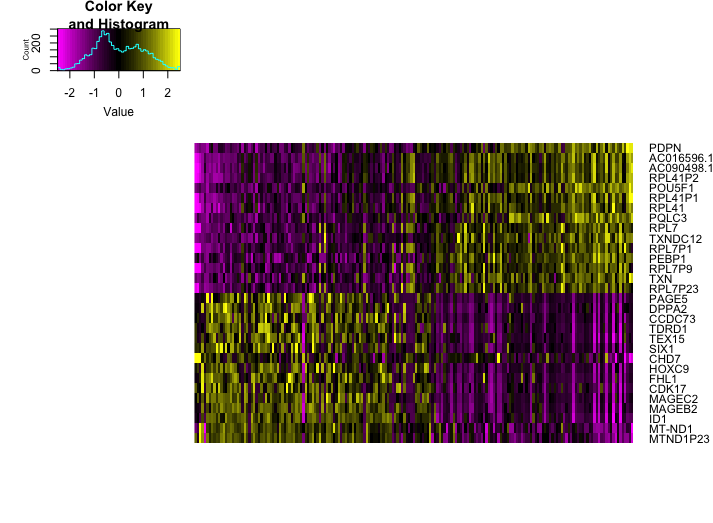 Color Key
and Histogram
Count
0 200
-2 -1 0 1 2
Value
PDPN
AC016596.1
AC090498.1
RPL41P2
POU5F1
RPL41P1
RPL41
PQLC3
RPL7
TXNDC12
RPL7P1
PEBP1
RPL7P9
TXN
RPL7P23
PAGE5
DPPA2
CCDC73
TDRD1
TEX15
SIX1
CHD7
HOXC9
FHL1
CDK17
MAGEC2
MAGEB2
ID1
MT-ND1
MTND1P23